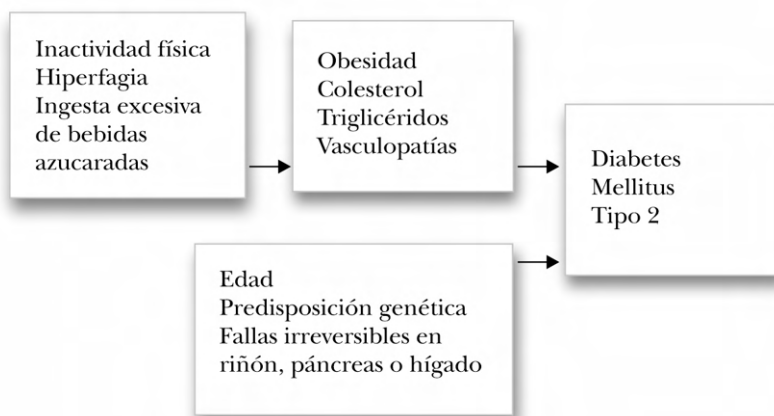 Inactividad física
Hiperfagia
Ingesta excesiva
de bebidas
azucaradas
Obesidad
Colesterol
Triglicéridos
Vasculopatías
Diabetes
Mellitus
Tipo 2
Edad
Predisposición genética
Fallas irreversibles en
riñón, páncreas o hígado